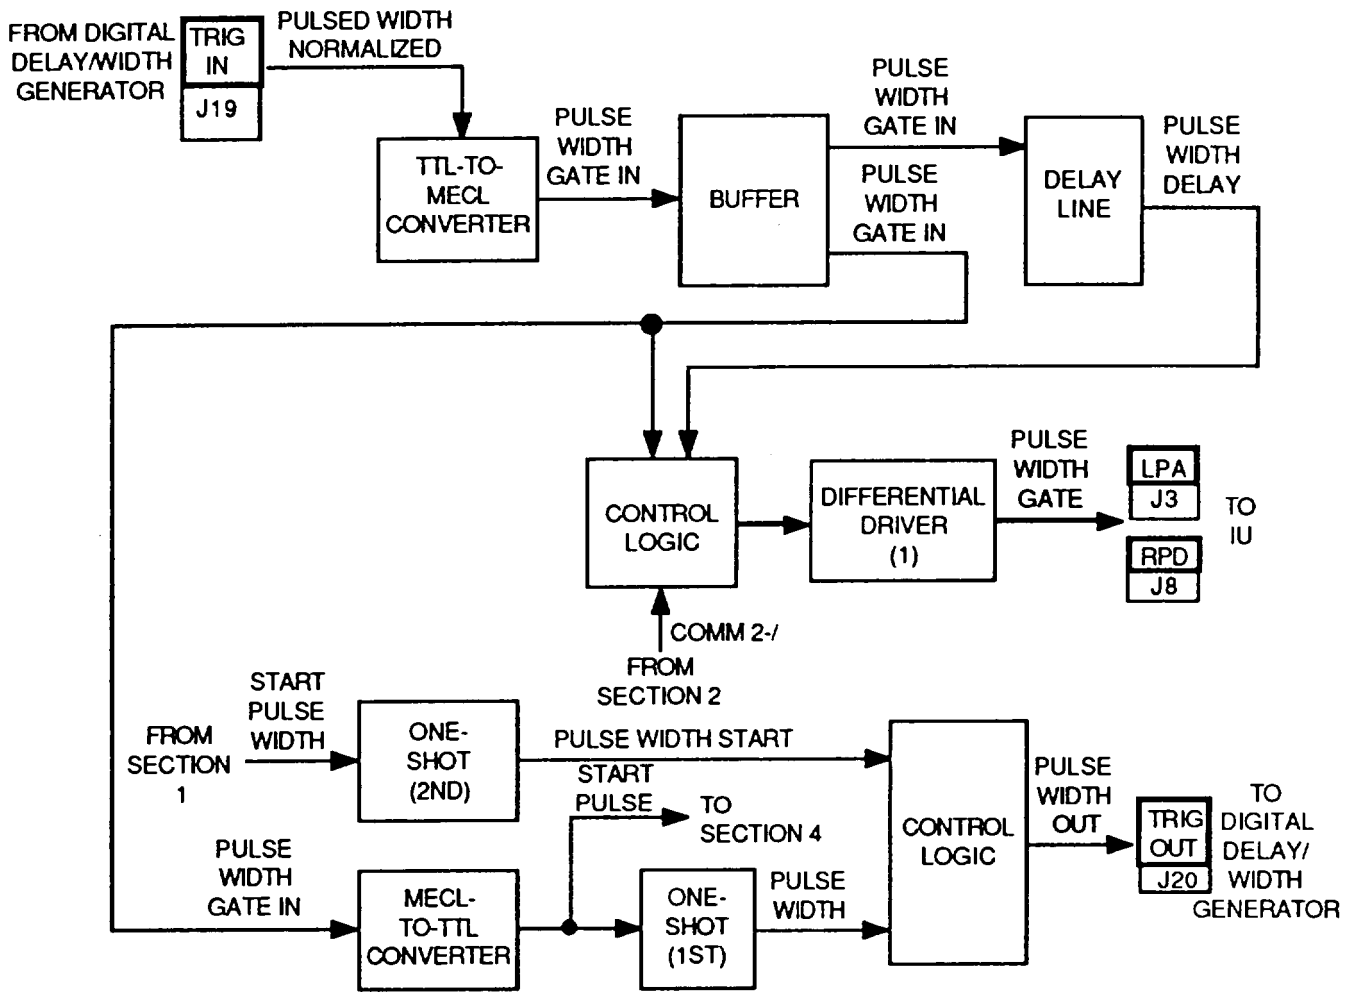 FROM DIGITAL
DELAY/WIDTH
GENERATOR
TRIG
IN
J19
PULSED WIDTH
NORMALIZED
TTL-TO-
MECL
CONVERTER
PULSE
WIDTH
GATE IN
BUFFER
PULSE
WIDTH
GATE IN
PULSE
WIDTH
GATE IN
DELAY
LINE
PULSE
WIDTH
DELAY
CONTROL
LOGIC
DIFFERENTIAL
DRIVER
(1)
PULSE
WIDTH
GATE
LPA
J3
RPD
J8
TO
IU
COMM 2-/
FROM
SECTION 2
FROM
SECTION
1
START
PULSE
WIDTH
ONE-
SHOT
(2ND)
PULSE WIDTH START
START
PULSE
TO
SECTION 4
PULSE
WIDTH
GATE IN
MECL-
TO-TTL
CONVERTER
ONE-
SHOT
(1ST)
PULSE
WIDTH
CONTROL
LOGIC
PULSE
WIDTH
OUT
TRIG
OUT
J20
TO
DIGITAL
DELAY/
WIDTH
GENERATOR